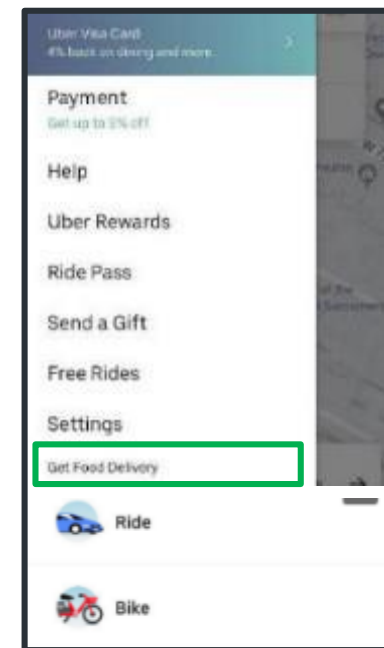 Uber Visa Card
4% back on dining and more.
Payment
Get up to 5% off
Help
Uber Rewards
Ride Pass
Send a Gift
Free Rides
Settings
Get Food Delivery
Ride
Bike